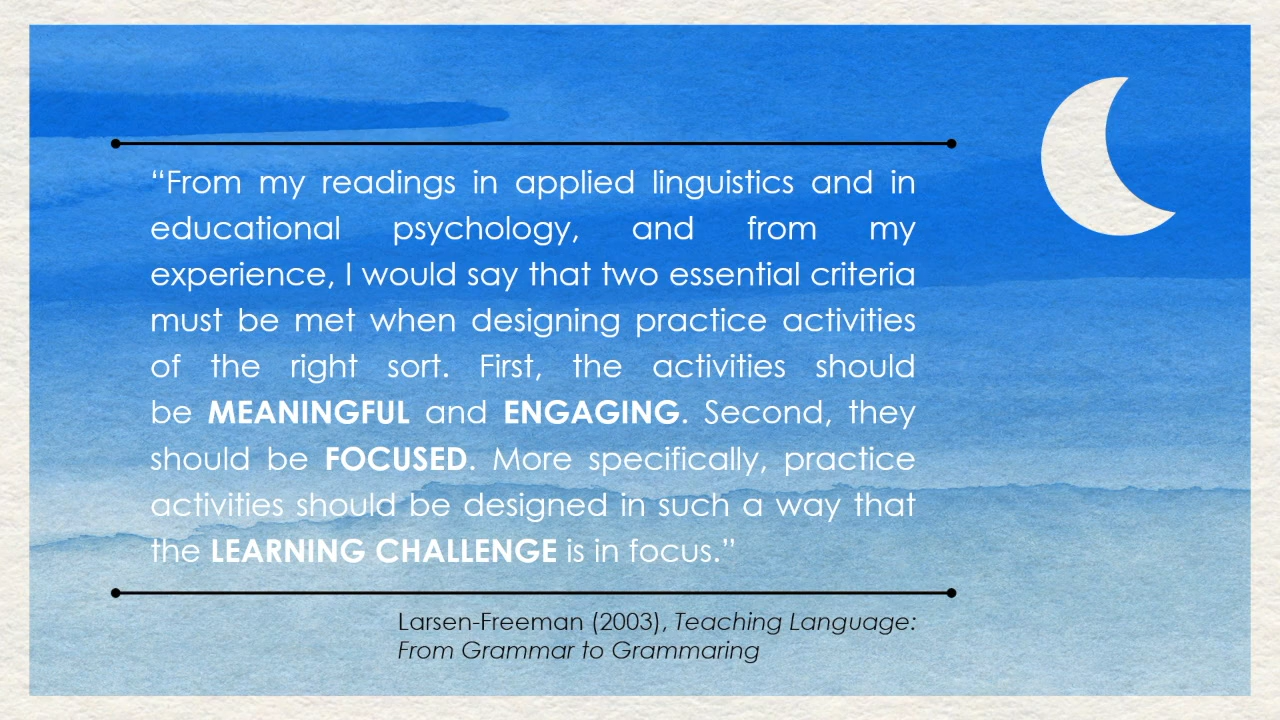 “From my readings in applied linguistics and in
educational psychology, and from my
experience, I would say that two essential criteria
must be met when designing practice activities
of the right sort. First, the activities should
be MEANINGFUL and ENGAGING. Second, they
should be FOCUSED. More specifically, practice
activities should be designed in such a way that
the LEARNING CHALLENGE is in focus.”
Larsen-Freeman (2003), Teaching Language:
From Grammar to Grammaring